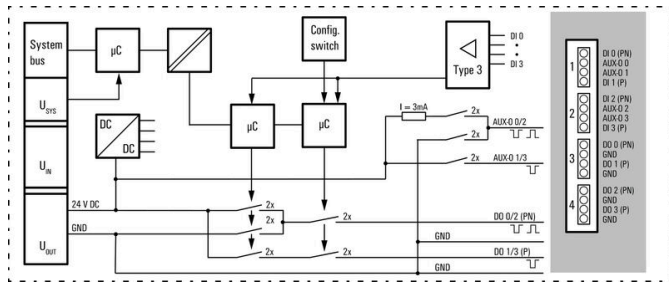 System
bus
U_SYS
U_IN
U_OUT
µC
DC
DC
Config.
switch
µC
µC
Type 3
DI 0
DI 3
I = 3mA
2x
2x
AUX-O 0/2
2x
AUX-O 1/3
24 V DC
GND
2x
2x
2x
2x
2x
DO 0/2 (PN)
GND
DO 1/3 (P)
GND
1
DI 0 (PN)
AUX-O 0
AUX-O 1
DI 1 (P)
2
DI 2 (PN)
AUX-O 2
AUX-O 3
DI 3 (P)
3
DO 0 (PN)
GND
DO 1 (P)
GND
4
DO 2 (PN)
GND
DO 3 (P)
GND